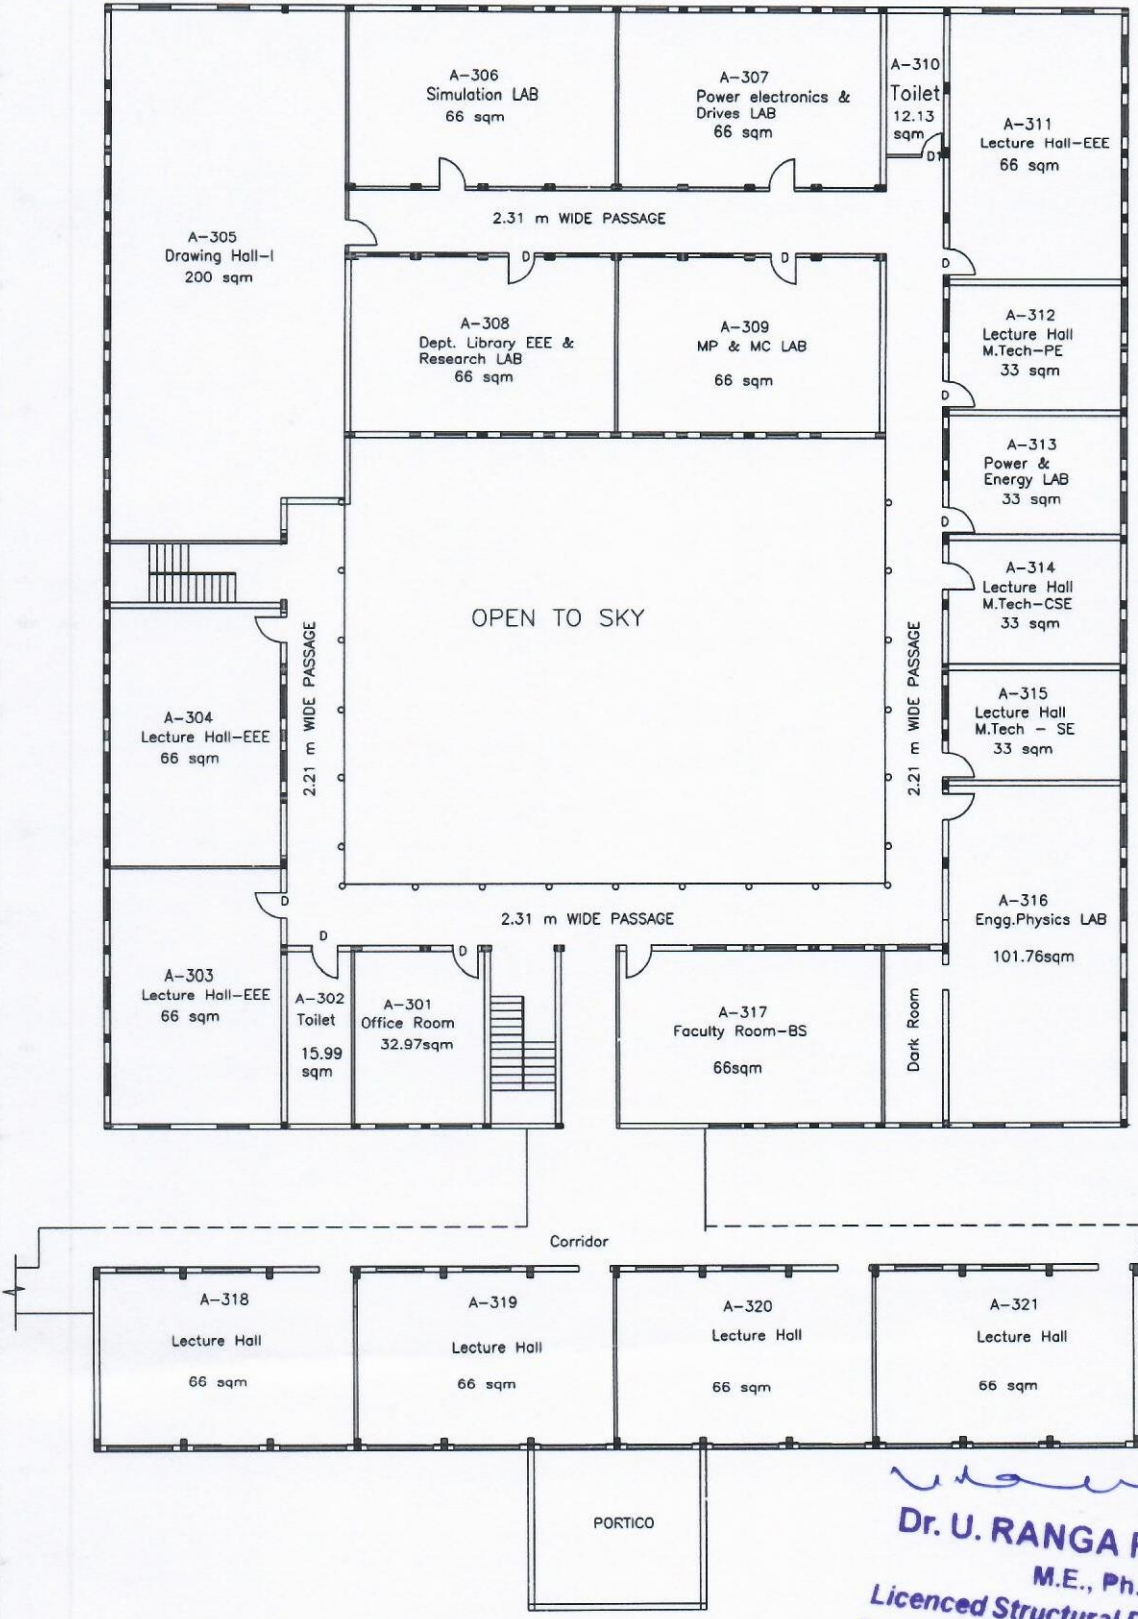 A-306
Simulation LAB
66 sqm
A-307
Power electronics &
Drives LAB
66 sqm
A-310
Toilet
12.13
sqm
D1
A-311
Lecture Hall-EEE
66 sqm
2.31 m WIDE PASSAGE
A-305
Drawing Hall-I
200 sqm
D
D
D
A-308
Dept. Library EEE &
Research LAB
66 sqm
A-309
MP & MC LAB
66 sqm
A-312
Lecture Hall
M.Tech-PE
33 sqm
D
A-313
Power &
Energy LAB
33 sqm
D
A-314
Lecture Hall
M.Tech-CSE
33 sqm
OPEN TO SKY
2.21 m WIDE PASSAGE
2.21 m WIDE PASSAGE
A-304
Lecture Hall-EEE
66 sqm
A-315
Lecture Hall
M.Tech - SE
33 sqm
D
2.31 m WIDE PASSAGE
A-316
Engg.Physics LAB
101.76sqm
D
D
A-303
Lecture Hall-EEE
66 sqm
A-302
Toilet
15.99
sqm
A-301
Office Room
32.97sqm
A-317
Faculty Room-BS
66sqm
Dark Room
Corridor
A-318
Lecture Hall
66 sqm
A-319
Lecture Hall
66 sqm
A-320
Lecture Hall
66 sqm
A-321
Lecture Hall
66 sqm
PORTICO
Dr. U. RANGA
M.E., Ph.
Licenced Structural